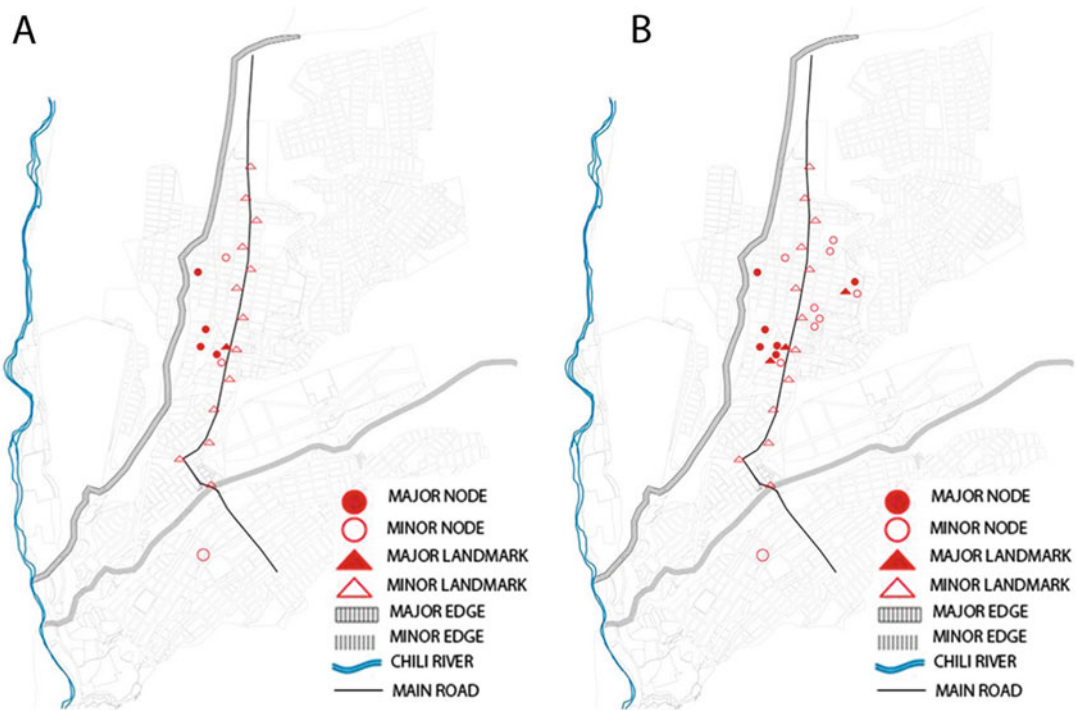 A
MAJOR NODE
MINOR NODE
MAJOR LANDMARK
MINOR LANDMARK
MAJOR EDGE
MINOR EDGE
CHILI RIVER
MAIN ROAD
B
MAJOR NODE
MINOR NODE
MAJOR LANDMARK
MINOR LANDMARK
MAJOR EDGE
MINOR EDGE
CHILI RIVER
MAIN ROAD